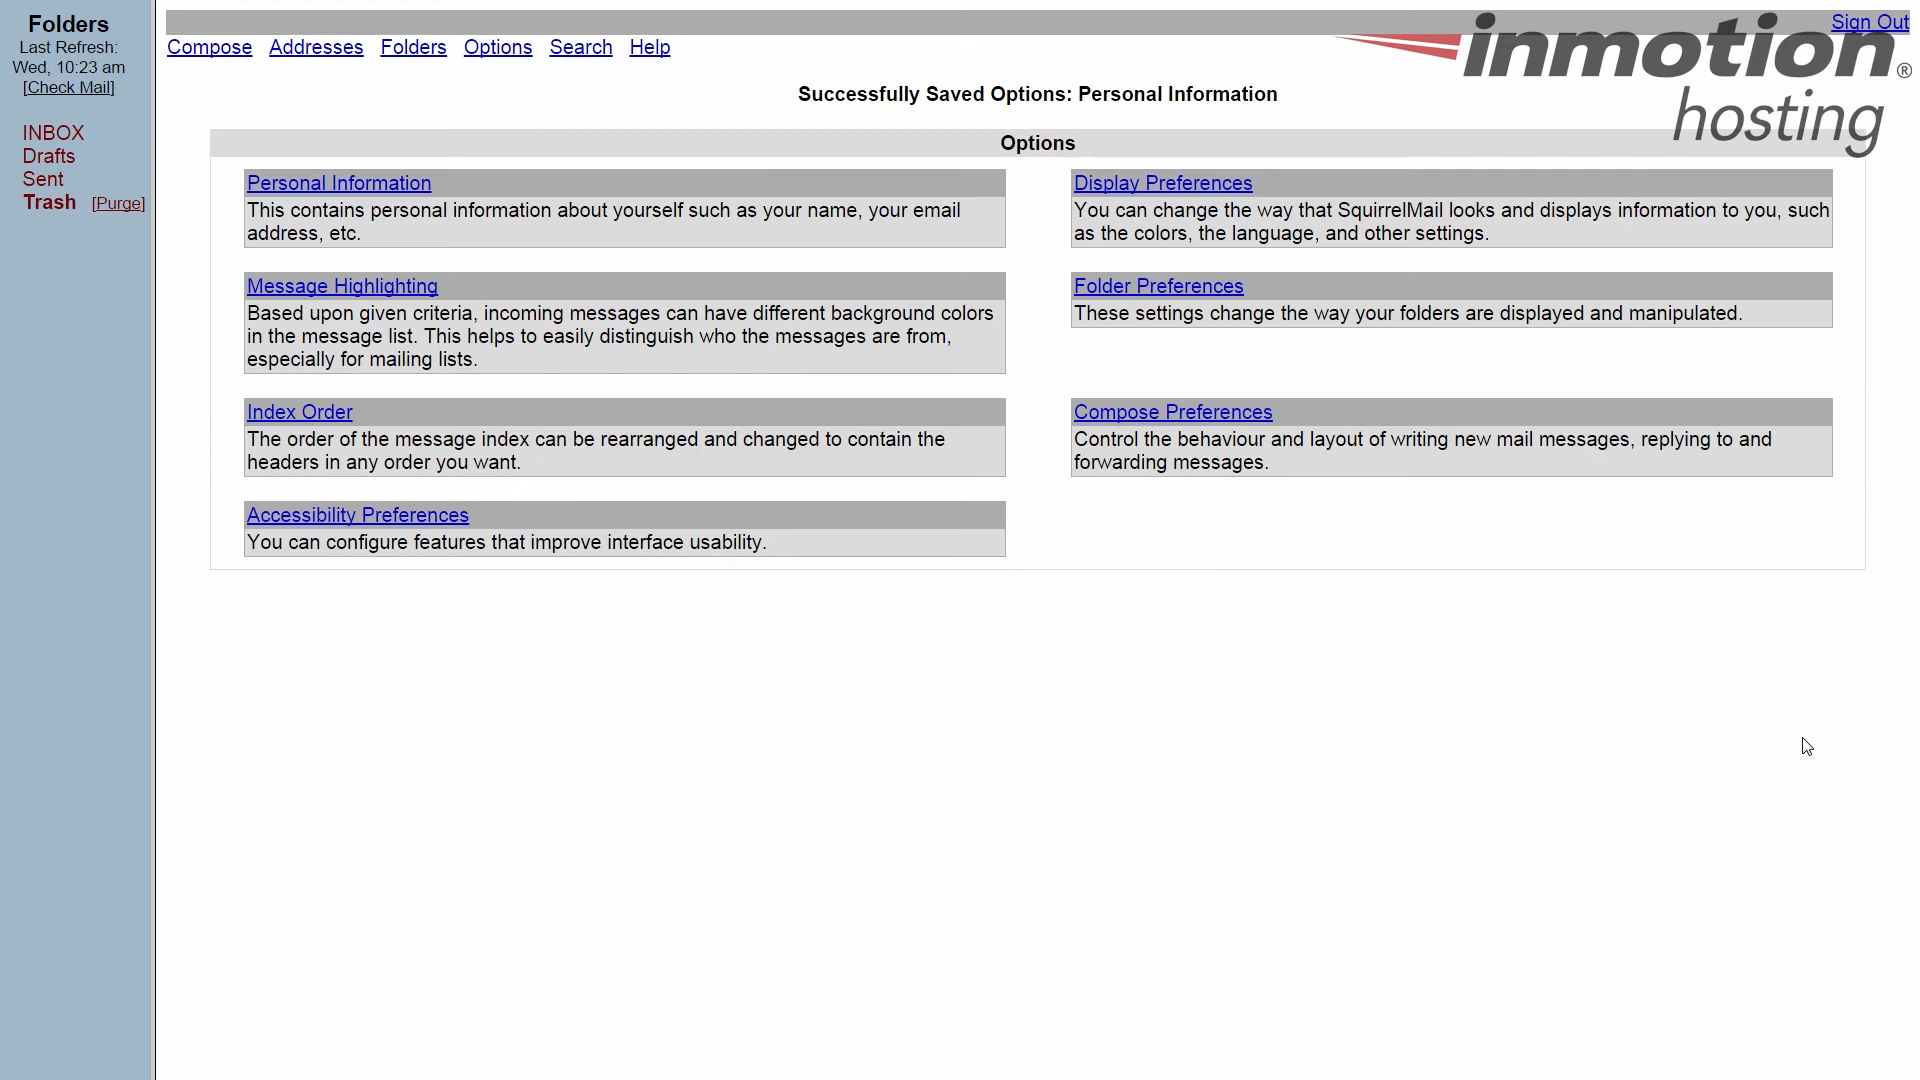 Folders
Last Refresh:
Wed, 10:23 am
[Check Mail]
INBOX
Drafts
Sent
Trash [Purge]
Sign Out
Compose Addresses Folders Options Search Help
inmotion®
hosting
Successfully Saved Options: Personal Information
Options
Personal Information
This contains personal information about yourself such as your name, your email
address, etc.
Display Preferences
You can change the way that SquirrelMail looks and displays information to you, such
as the colors, the language, and other settings.
Message Highlighting
Based upon given criteria, incoming messages can have different background colors
in the message list. This helps to easily distinguish who the messages are from,
especially for mailing lists.
Folder Preferences
These settings change the way your folders are displayed and manipulated.
Index Order
The order of the message index can be rearranged and changed to contain the
headers in any order you want.
Compose Preferences
Control the behaviour and layout of writing new mail messages, replying to and
forwarding messages.
Accessibility Preferences
You can configure features that improve interface usability.